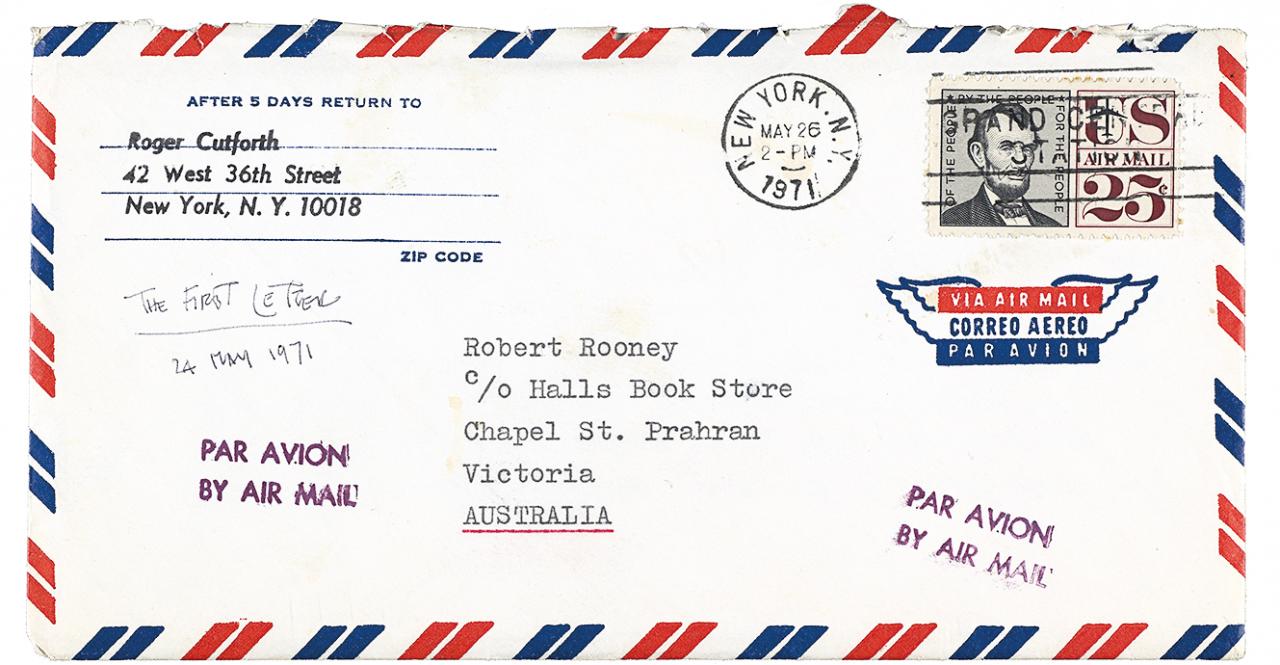 AFTER 5 DAYS RETURN TO
Roger Cutforth
42 West 36th Street
New York, N. Y. 10018
ZIP CODE
THE FIRST LETTER
24 MAY 1971
PAR AVION
BY AIR MAIL
NEW YORK, N.Y.
MAY 26
2-PM
1971
OF THE PEOPLE ★ BY THE PEOPLE ★ FOR THE PEOPLE
US
AIR MAIL
25c
GRAND
VIA AIR MAIL
CORREO AEREO
PAR AVION
Robert Rooney
c/o Halls Book Store
Chapel St. Prahran
Victoria
AUSTRALIA
PAR AVION
BY AIR MAIL